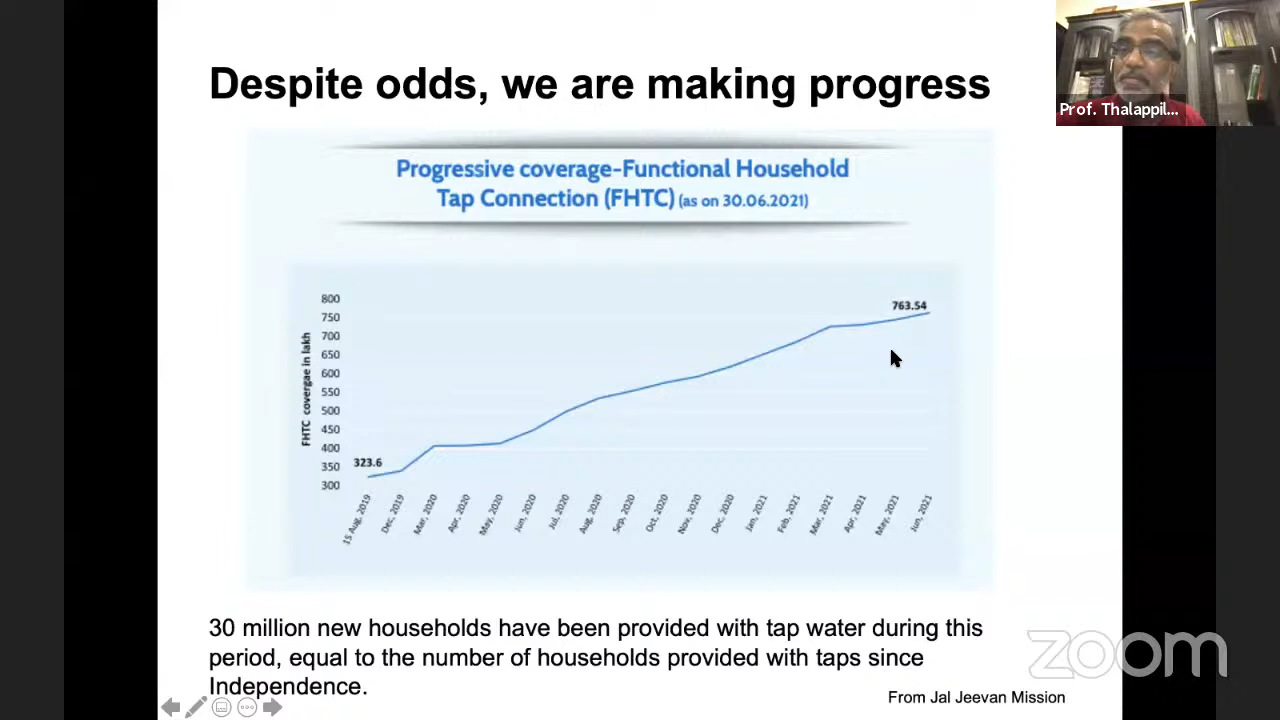 Despite odds, we are making progress
Prof. Thalappil...
Progressive coverage-Functional Household
Tap Connection (FHTC) (as on 30.06.2021)
FHTC covergae in lakh
800
750
700
650
600
550
500
450
400
350
300
323.6
763.54
15 Aug, 2019
Dec, 2019
Mar, 2020
Apr, 2020
May, 2020
Jun, 2020
Jul, 2020
Aug, 2020
Sep, 2020
Oct, 2020
Nov, 2020
Dec, 2020
Jan, 2021
Feb, 2021
Mar, 2021
Apr, 2021
May, 2021
Jun, 2021
30 million new households have been provided with tap water during this
period, equal to the number of households provided with taps since
Independence.
From Jal Jeevan Mission
zoom